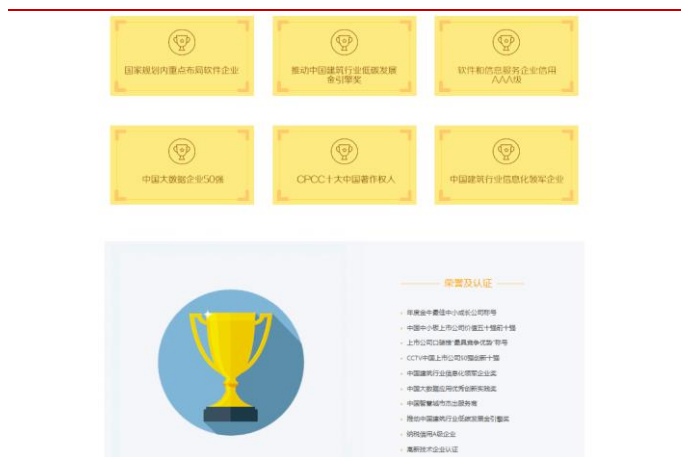 国家规划内重点布局软件企业
推动中国建筑行业低碳发展
金引擎奖
软件和信息服务企业信用
AAA级
中国大数据企业50强
CPCC十大中国著作权人
中国建筑行业信息化领军企业
荣誉及认证
年度金牛最佳中小成长公司称号
中国中小板上市公司价值五十强前十强
上市公司口碑榜“最具竞争优势”称号
CCTV中国上市公司50强创新十强
中国建筑行业信息化领军企业奖
中国大数据应用优秀创新实践奖
中国智慧城市杰出服务商
推动中国建筑行业低碳发展金引擎奖
纳税信用A级企业
高新技术企业认证